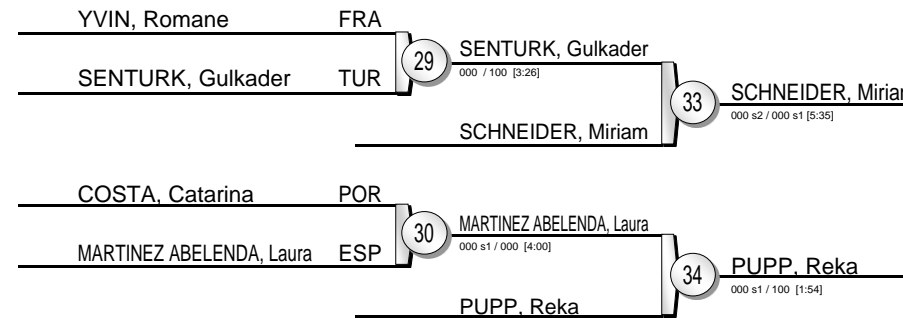 YVIN, Romane FRA
SENTURK, Gulkader TUR
29
SENTURK, Gulkader
000 / 100 [3:26]
SCHNEIDER, Miriam
33
SCHNEIDER, Miriam
000 s2 / 000 s1 [5:35]
COSTA, Catarina POR
MARTINEZ ABELENDA, Laura ESP
30
MARTINEZ ABELENDA, Laura
000 s1 / 000 [4:00]
PUPP, Reka
34
PUPP, Reka
000 s1 / 100 [1:54]